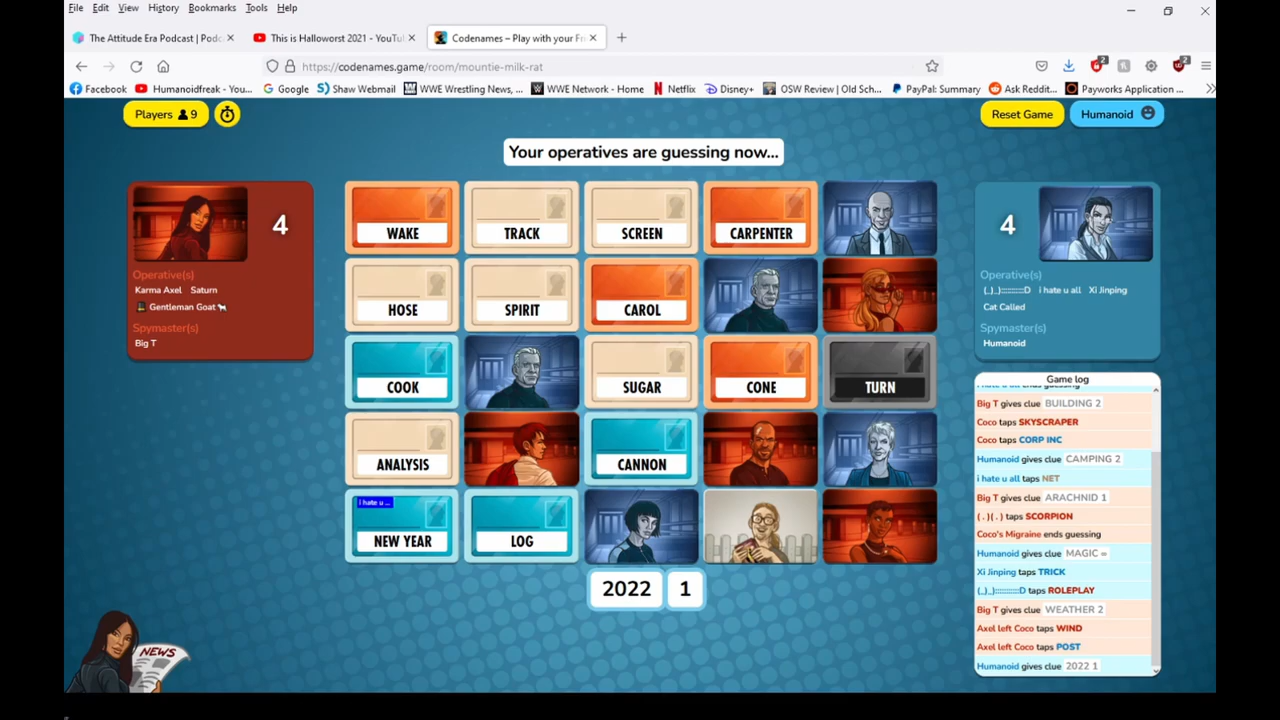 File Edit View History Bookmarks Tools Help
The Attitude Era Podcast | Podc
This is Halloworst 2021 - YouTu
Codenames – Play with your Fri
https://codenames.game/room/mountie-milk-rat
2
2
Facebook Humanoidfreak - You... Google Shaw Webmail WWE Wrestling News, ... WWE Network - Home Netflix Disney+ OSW Review | Old Sch... PayPal: Summary Ask Reddit... Payworks Application ...
Players 9
Reset Game
Humanoid
Your operatives are guessing now...
4
Operative(s)
Karma Axel Saturn
Gentleman Goat
Spymaster(s)
Big T
WAKE TRACK SCREEN CARPENTER
HOSE SPIRIT CAROL
COOK SUGAR CONE TURN
ANALYSIS CANNON
i hate u ...
NEW YEAR LOG
2022 1
4
Operative(s)
(_)_):::::::::::D i hate u all Xi Jinping
Cat Called
Spymaster(s)
Humanoid
Game log
i hate u all ends guessing
Big T gives clue BUILDING 2
Coco taps SKYSCRAPER
Coco taps CORP INC
Humanoid gives clue CAMPING 2
i hate u all taps NET
Big T gives clue ARACHNID 1
( . )( . ) taps SCORPION
Coco's Migraine ends guessing
Humanoid gives clue MAGIC ∞
Xi Jinping taps TRICK
(_)_):::::::::::D taps ROLEPLAY
Big T gives clue WEATHER 2
Axel left Coco taps WIND
Axel left Coco taps POST
Humanoid gives clue 2022 1
NEWS